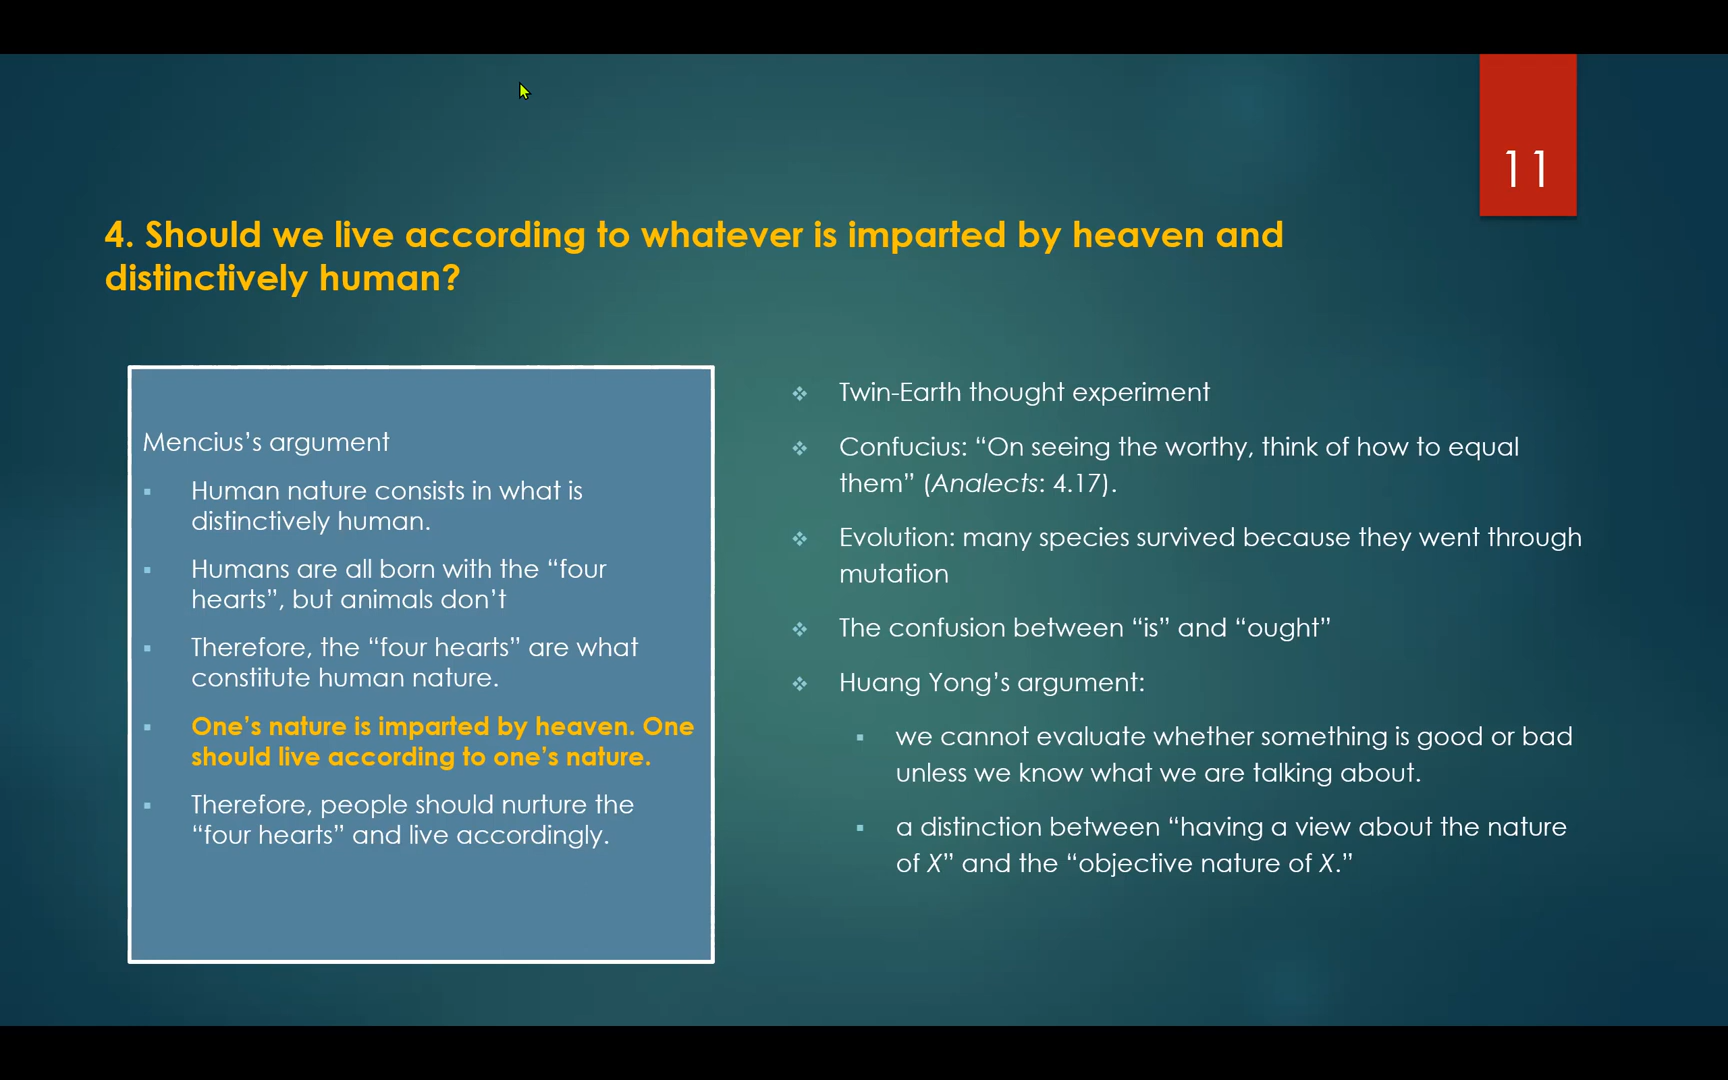 11
4. Should we live according to whatever is imparted by heaven and
distinctively human?
Mencius’s argument
▪ Human nature consists in what is
distinctively human.
▪ Humans are all born with the “four
hearts”, but animals don’t
▪ Therefore, the “four hearts” are what
constitute human nature.
▪ One’s nature is imparted by heaven. One
should live according to one’s nature.
▪ Therefore, people should nurture the
“four hearts” and live accordingly.
❖ Twin-Earth thought experiment
❖ Confucius: “On seeing the worthy, think of how to equal
them” (Analects: 4.17).
❖ Evolution: many species survived because they went through
mutation
❖ The confusion between “is” and “ought”
❖ Huang Yong’s argument:
▪ we cannot evaluate whether something is good or bad
unless we know what we are talking about.
▪ a distinction between “having a view about the nature
of X” and the “objective nature of X.”